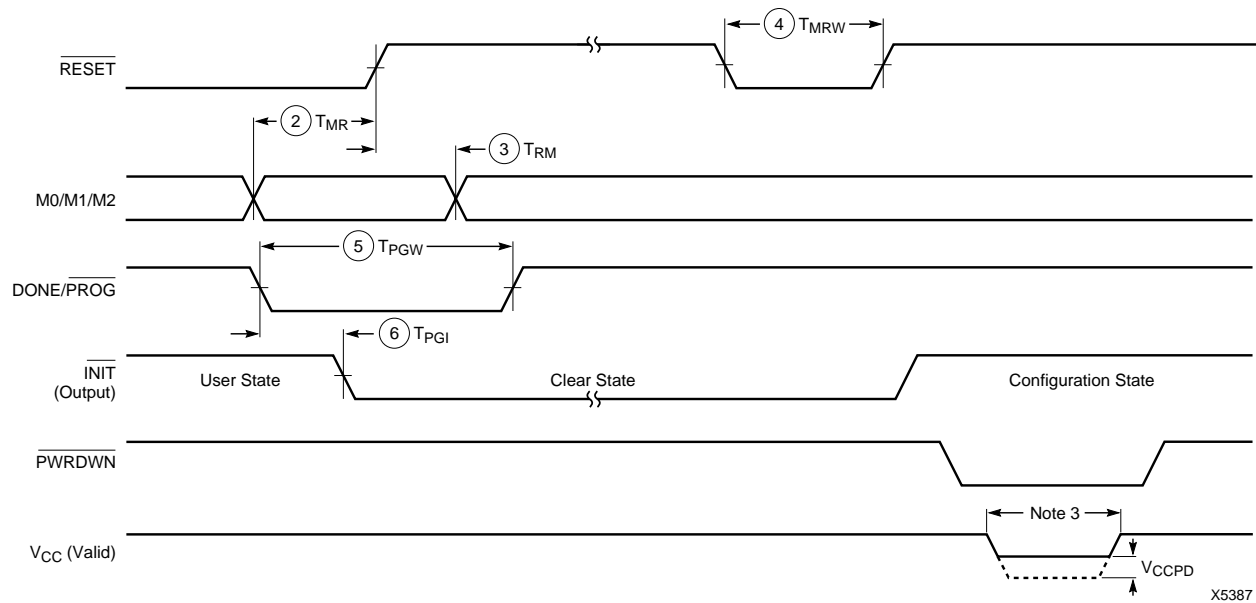 4 TMRW
RESET
2 TMR
3 TRM
M0/M1/M2
5 TPGW
DONE/PROG
6 TPGI
INIT
(Output)
User State
Clear State
Configuration State
PWRDWN
Note 3
VCC (Valid)
VCCPD
X5387